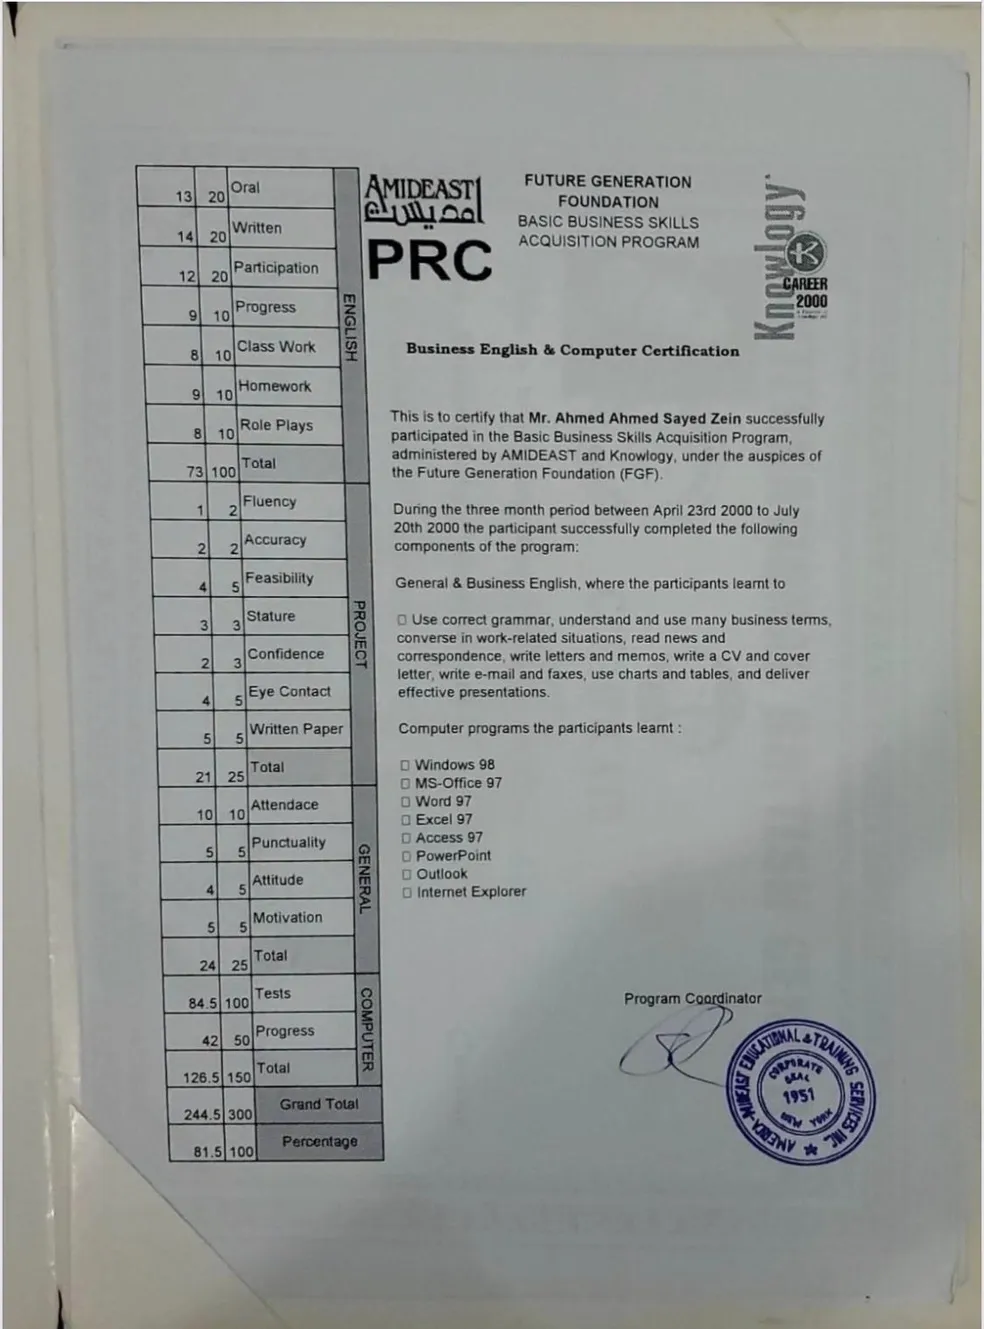 13 20 Oral
14 20 Written
12 20 Participation
9 10 Progress
8 10 Class Work
9 10 Homework
8 10 Role Plays
73 100 Total
ENGLISH
1 2 Fluency
2 2 Accuracy
4 5 Feasibility
3 3 Stature
2 3 Confidence
4 5 Eye Contact
5 5 Written Paper
21 25 Total
PROJECT
10 10 Attendace
5 5 Punctuality
4 5 Attitude
5 5 Motivation
24 25 Total
GENERAL
84.5 100 Tests
42 50 Progress
126.5 150 Total
COMPUTER
244.5 300 Grand Total
81.5 100 Percentage
AMIDEAST
امديست
PRC
FUTURE GENERATION
FOUNDATION
BASIC BUSINESS SKILLS
ACQUISITION PROGRAM
Knowlogy
K
CAREER
2000
Business English & Computer Certification
This is to certify that Mr. Ahmed Ahmed Sayed Zein successfully
participated in the Basic Business Skills Acquisition Program,
administered by AMIDEAST and Knowlogy, under the auspices of
the Future Generation Foundation (FGF).
During the three month period between April 23rd 2000 to July
20th 2000 the participant successfully completed the following
components of the program:
General & Business English, where the participants learnt to
Use correct grammar, understand and use many business terms,
converse in work-related situations, read news and
correspondence, write letters and memos, write a CV and cover
letter, write e-mail and faxes, use charts and tables, and deliver
effective presentations.
Computer programs the participants learnt :
Windows 98
MS-Office 97
Word 97
Excel 97
Access 97
PowerPoint
Outlook
Internet Explorer
Program Coordinator
AMERICA-MIDEAST EDUCATIONAL & TRAINING SERVICES INC.
CORPORATE
SEAL
1951
NEW YORK